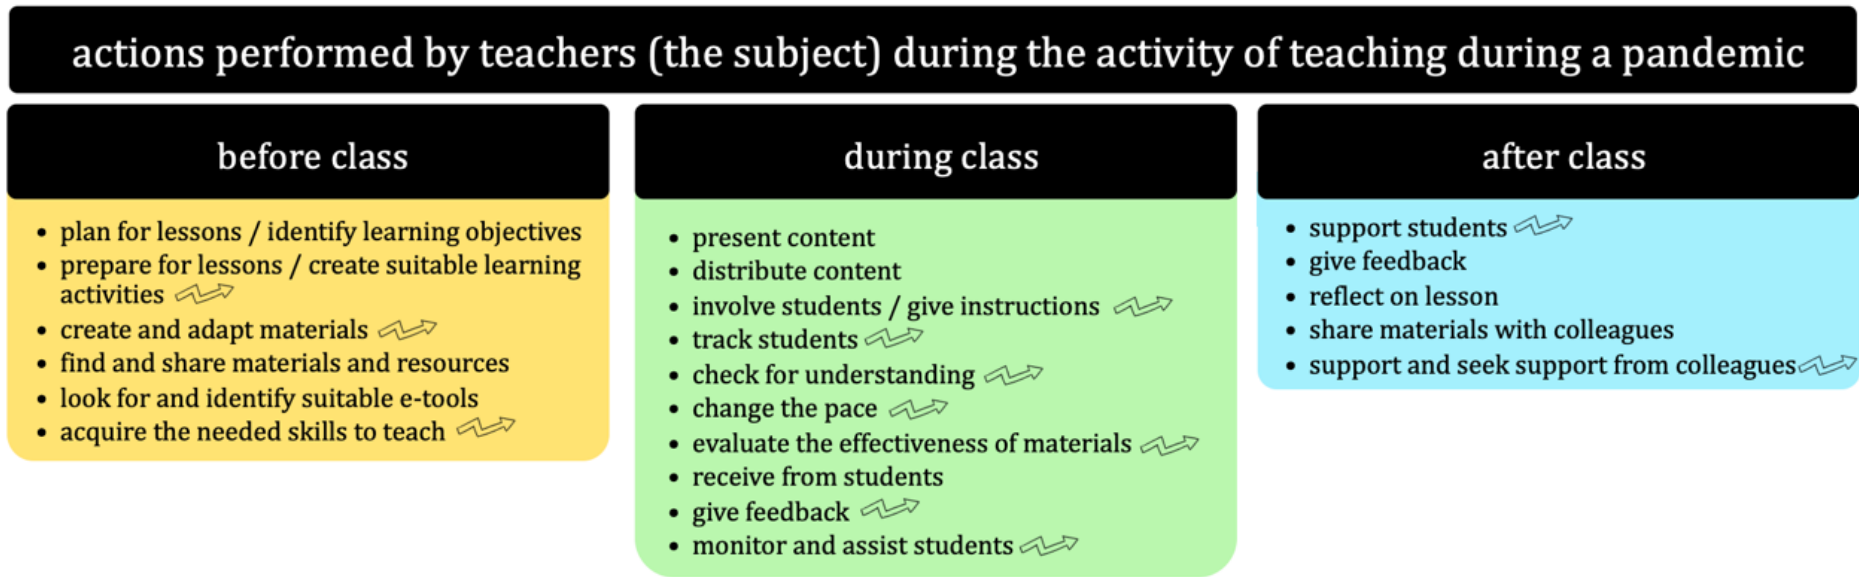 actions performed by teachers (the subject) during the activity of teaching during a pandemic
before class
• plan for lessons / identify learning objectives
• prepare for lessons / create suitable learning
activities
• create and adapt materials
• find and share materials and resources
• look for and identify suitable e-tools
• acquire the needed skills to teach
during class
• present content
• distribute content
• involve students / give instructions
• track students
• check for understanding
• change the pace
• evaluate the effectiveness of materials
• receive from students
• give feedback
• monitor and assist students
after class
• support students
• give feedback
• reflect on lesson
• share materials with colleagues
• support and seek support from colleagues